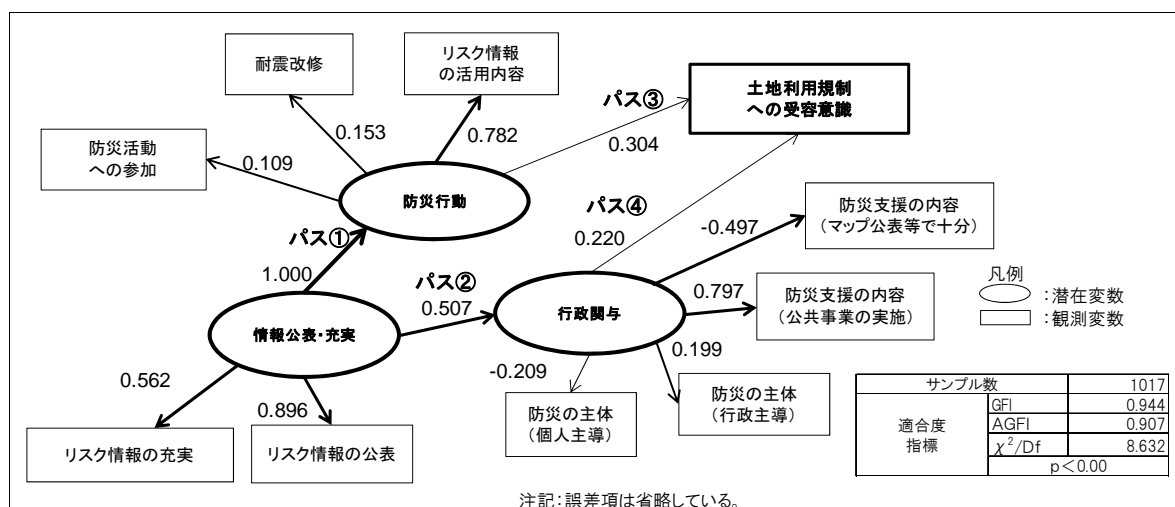 耐震改修
リスク情報
の活用内容
パス③
土地利用規制
への受容意識
0.153
0.782
0.304
防災活動
への参加
0.109
防災行動
パス④
0.220
防災支援の内容
（マップ公表等で十分）
-0.497
パス①
1.000
パス②
0.507
行政関与
0.797
防災支援の内容
（公共事業の実施）
凡例
：潜在変数
：観測変数
情報公表・充実
0.562
0.896
-0.209
0.199
リスク情報の充実
リスク情報の公表
防災の主体
（個人主導）
防災の主体
（行政主導）
サンプル数 1017
適合度
指標
GFI 0.944
AGFI 0.907
χ²/Df 8.632
p＜0.00
注記：誤差項は省略している。